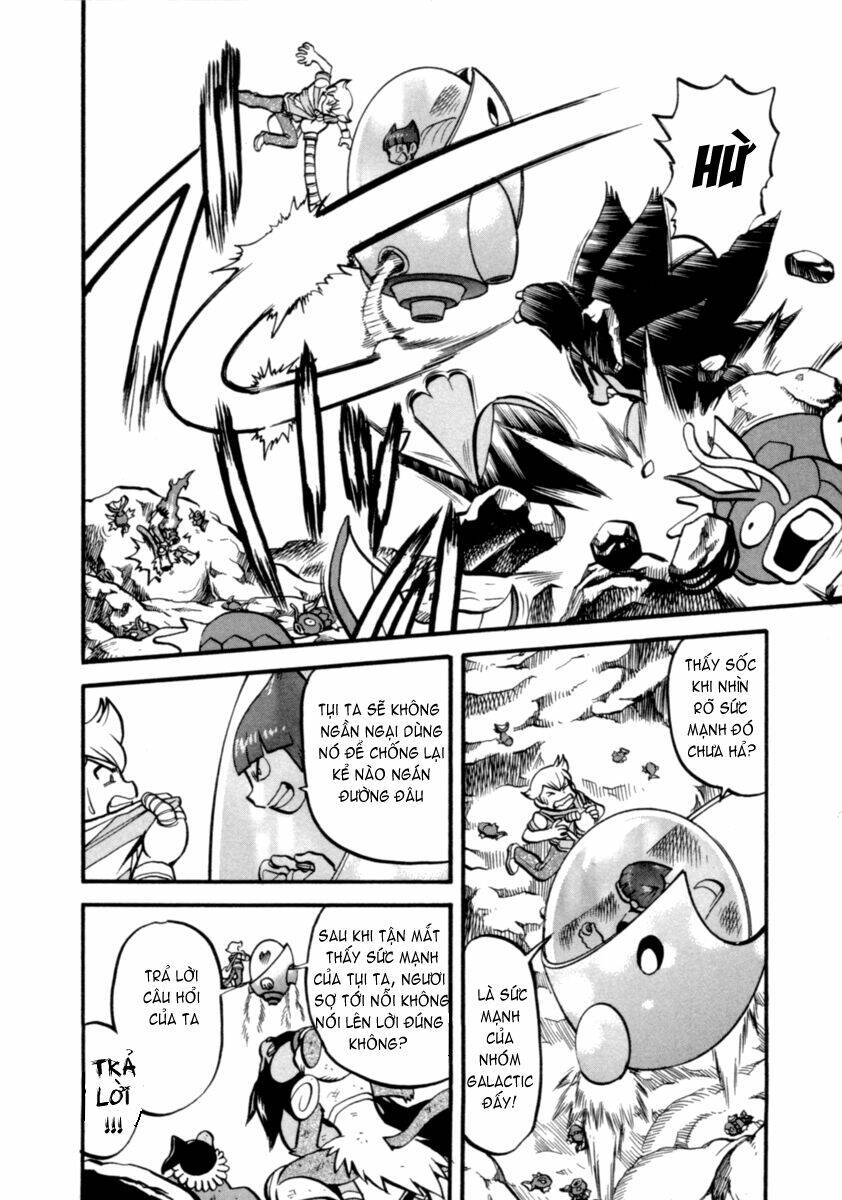 HỪ
THẤY SỐC
KHI NHÌN
RÕ SỨC
MẠNH ĐÓ
CHƯA HẢ?
LÀ SỨC
MẠNH
CỦA
NHÓM
GALACTIC
ĐẤY!
TỤI TA SẼ KHÔNG
NGẦN NGẠI DÙNG
NÓ ĐỂ CHỐNG LẠI
KẺ NÀO NGÁN
ĐƯỜNG ĐÂU
SAU KHI TẬN MẮT
THẤY SỨC MẠNH
CỦA TỤI TA, NGƯƠI
SỢ TỚI NỖI KHÔNG
NÓI LÊN LỜI ĐÚNG
KHÔNG?
TRẢ LỜI
CÂU HỎI
CỦA TA
TRẢ
LỜI
!!!